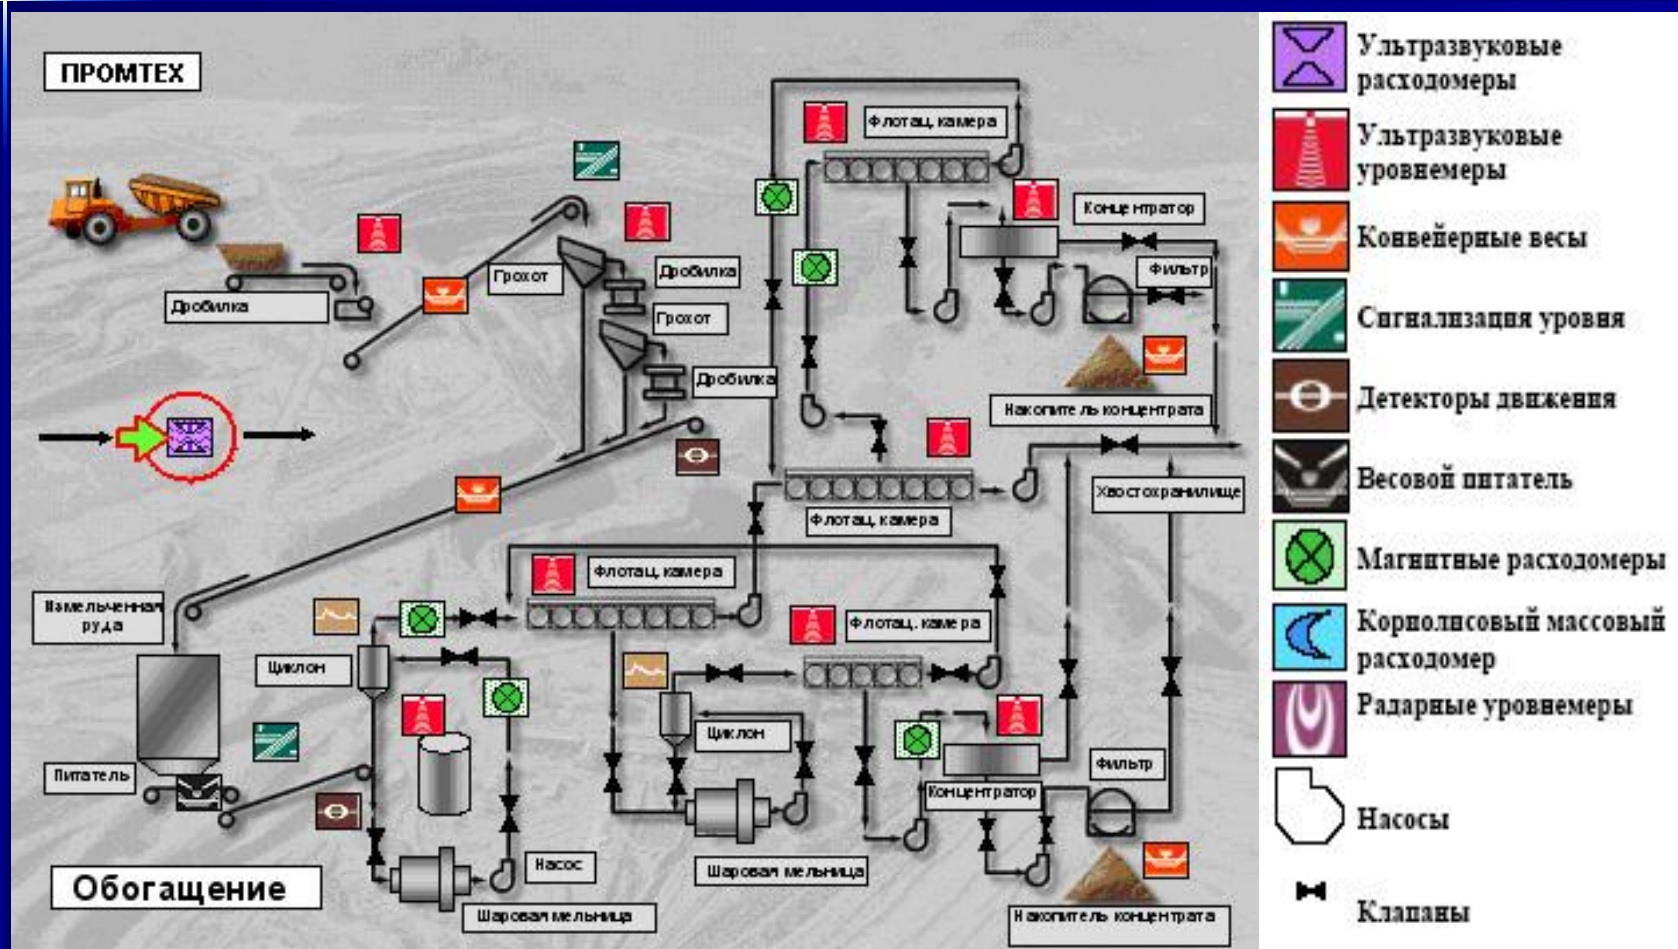 ПРОМТЕХ
Флотац. камера
Концентратор
Грохот
Дробилка
Фильтр
Дробилка
Грохот
Дробилка
Накопитель концентрата
Хвостохранилище
Флотац. камера
Флотац. камера
Измельченная
руда
Флотац. камера
Циклон
Циклон
Питатель
Фильтр
Концентратор
Насос
Шаровая мельница
Обогащение
Шаровая мельница
Накопитель концентрата
Ультразвуковые
расходомеры
Ультразвуковые
уровнемеры
Конвейерные весы
Сигнализация уровня
Детекторы движения
Весовой питатель
Магнитные расходомеры
Корнолисовый массовый
расходомер
Радарные уровнемеры
Насосы
Клапаны